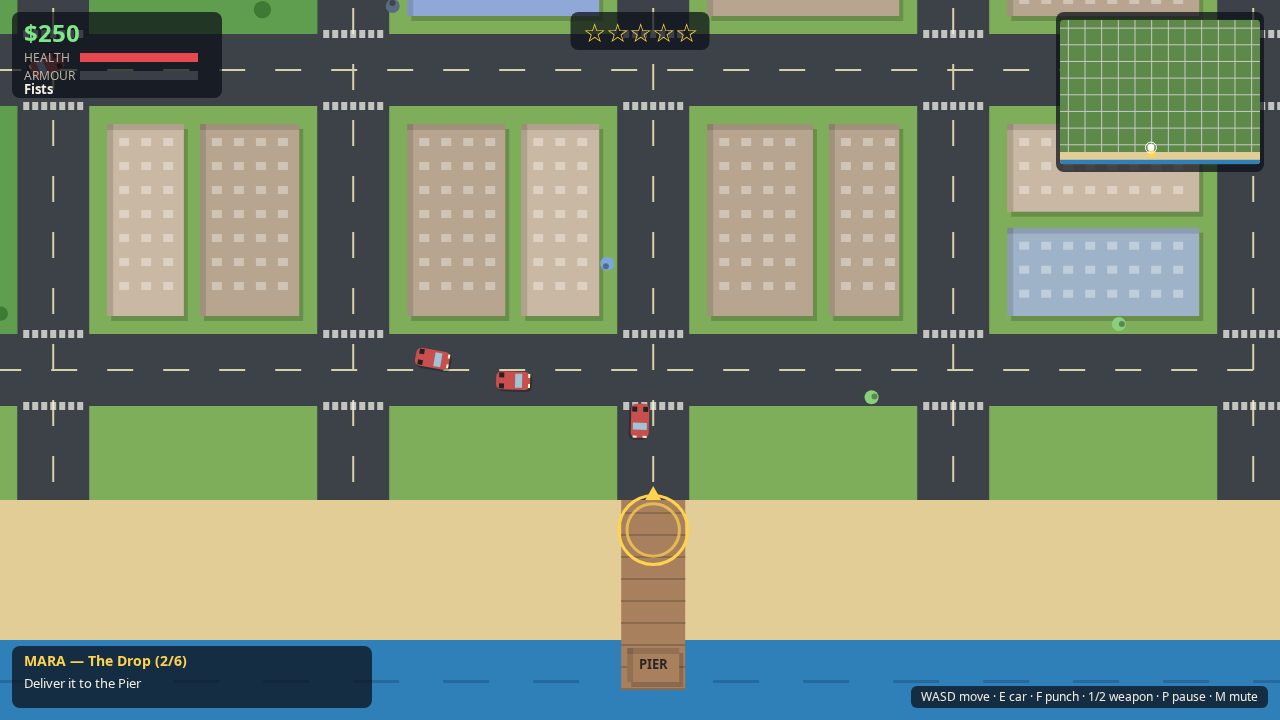 $250
HEALTH
ARMOUR
Fists
MARA — The Drop (2/6)
Deliver it to the Pier
PIER
WASD move · E car · F punch · 1/2 weapon · P pause · M mute